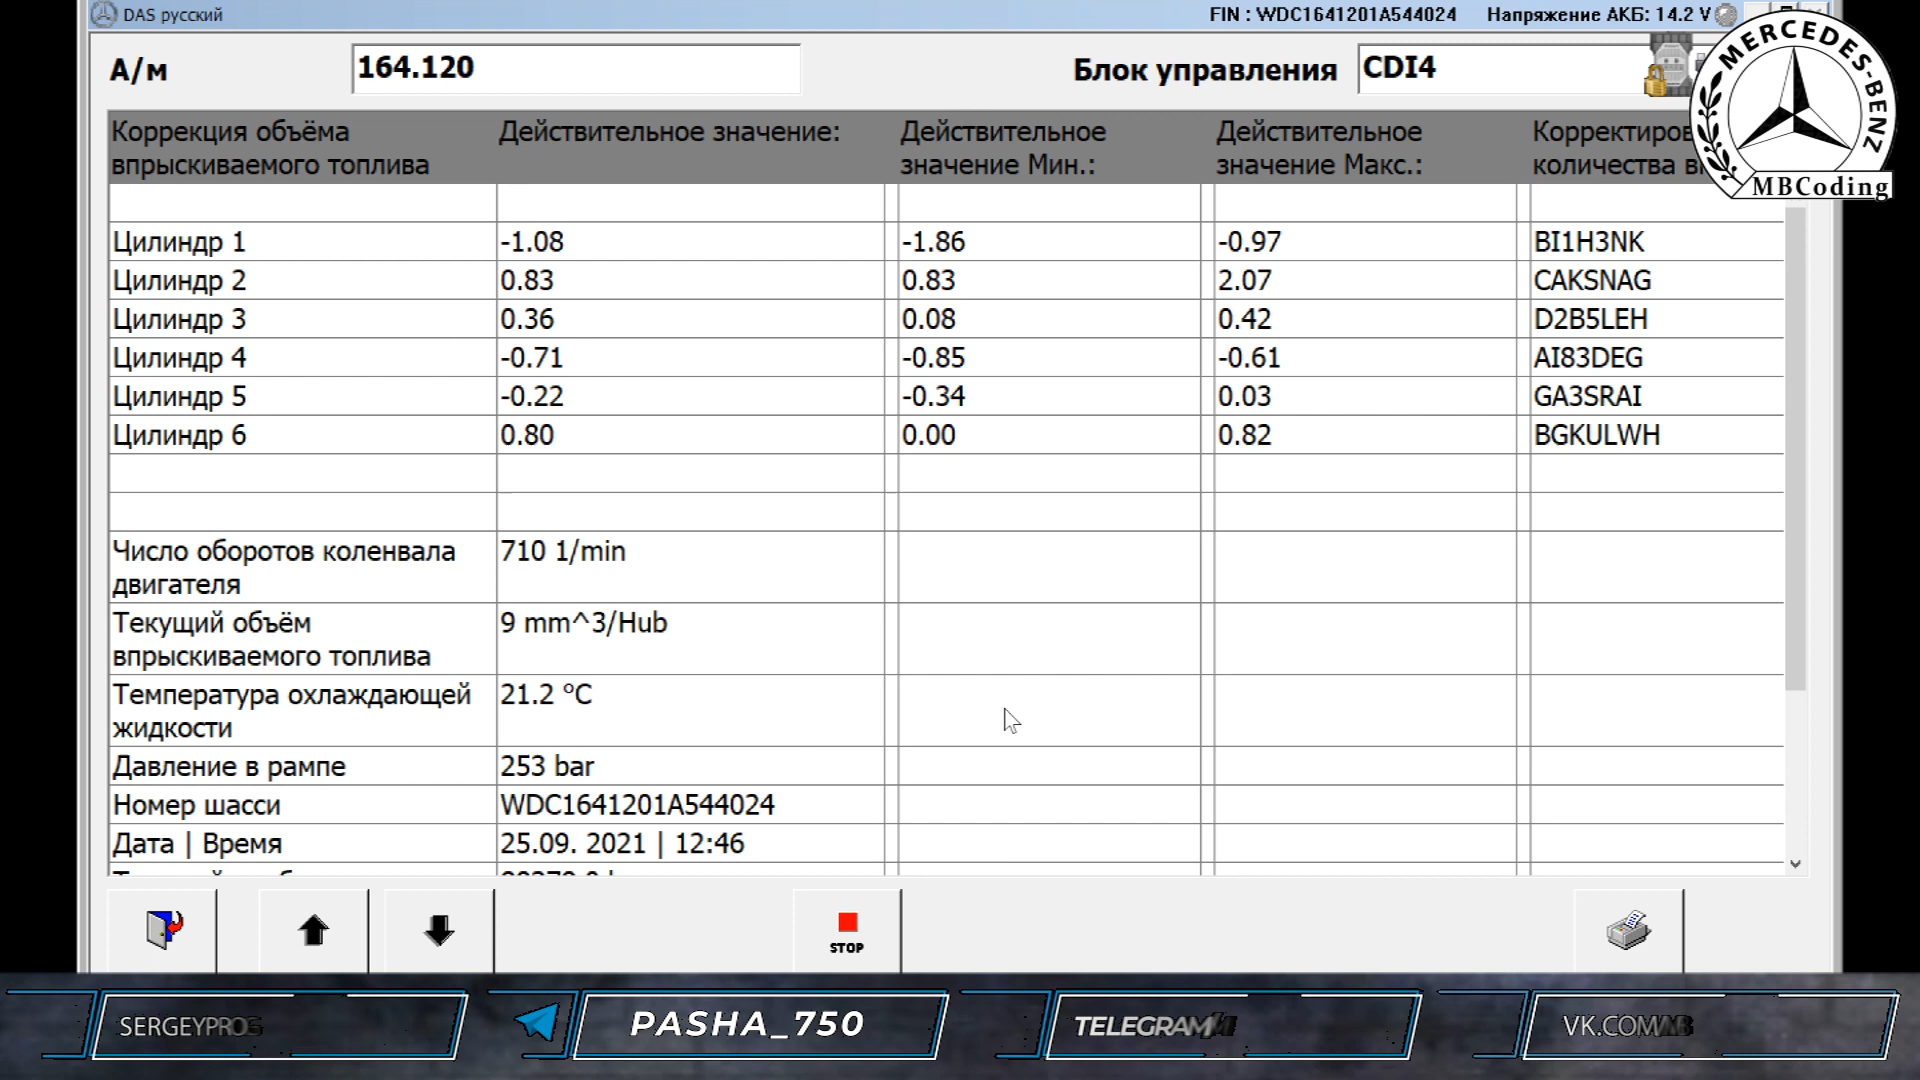 DAS русский
FIN : WDC1641201A544024 Напряжение АКБ: 14.2 V
А/м 164.120 Блок управления CDI4
MERCEDES-BENZ
MBCoding
Коррекция объёма впрыскиваемого топлива Действительное значение: Действительное значение Мин.: Действительное значение Макс.: количества
Цилиндр 1 -1.08 -1.86 -0.97 BI1H3NK
Цилиндр 2 0.83 0.83 2.07 CAKSNAG
Цилиндр 3 0.36 0.08 0.42 D2B5LEH
Цилиндр 4 -0.71 -0.85 -0.61 AI83DEG
Цилиндр 5 -0.22 -0.34 0.03 GA3SRAI
Цилиндр 6 0.80 0.00 0.82 BGKULWH
Число оборотов коленвала двигателя 710 1/min
Текущий объём впрыскиваемого топлива 9 mm^3/Hub
Температура охлаждающей жидкости 21.2 °C
Давление в рампе 253 bar
Номер шасси WDC1641201A544024
Дата | Время 25.09. 2021 | 12:46
STOP
PASHA_750
TELEGRAM
VK.COM